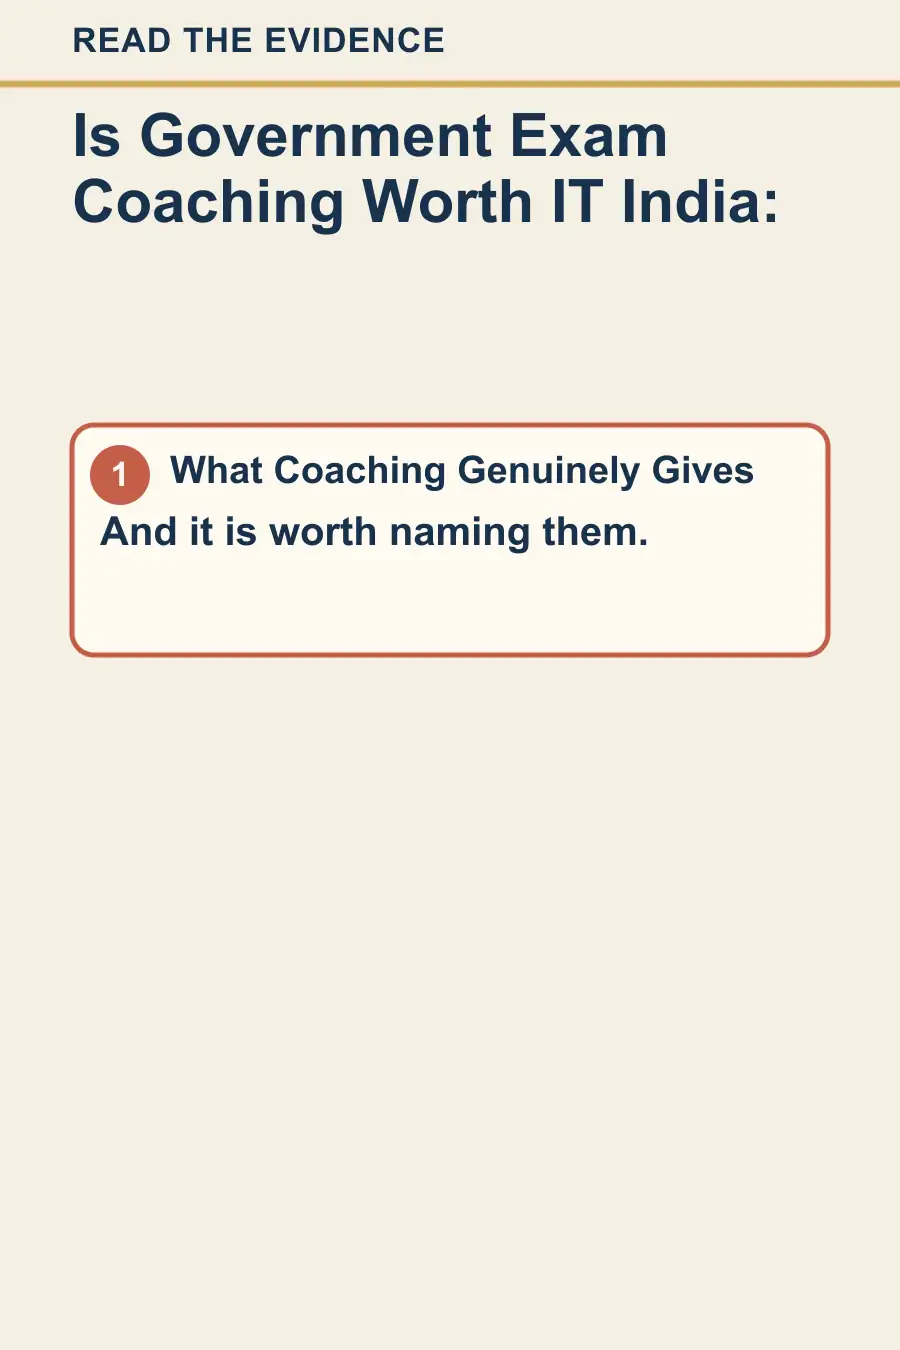 READ THE EVIDENCE
Is Government Exam
Coaching Worth IT India:
1 What Coaching Genuinely Gives
And it is worth naming them.